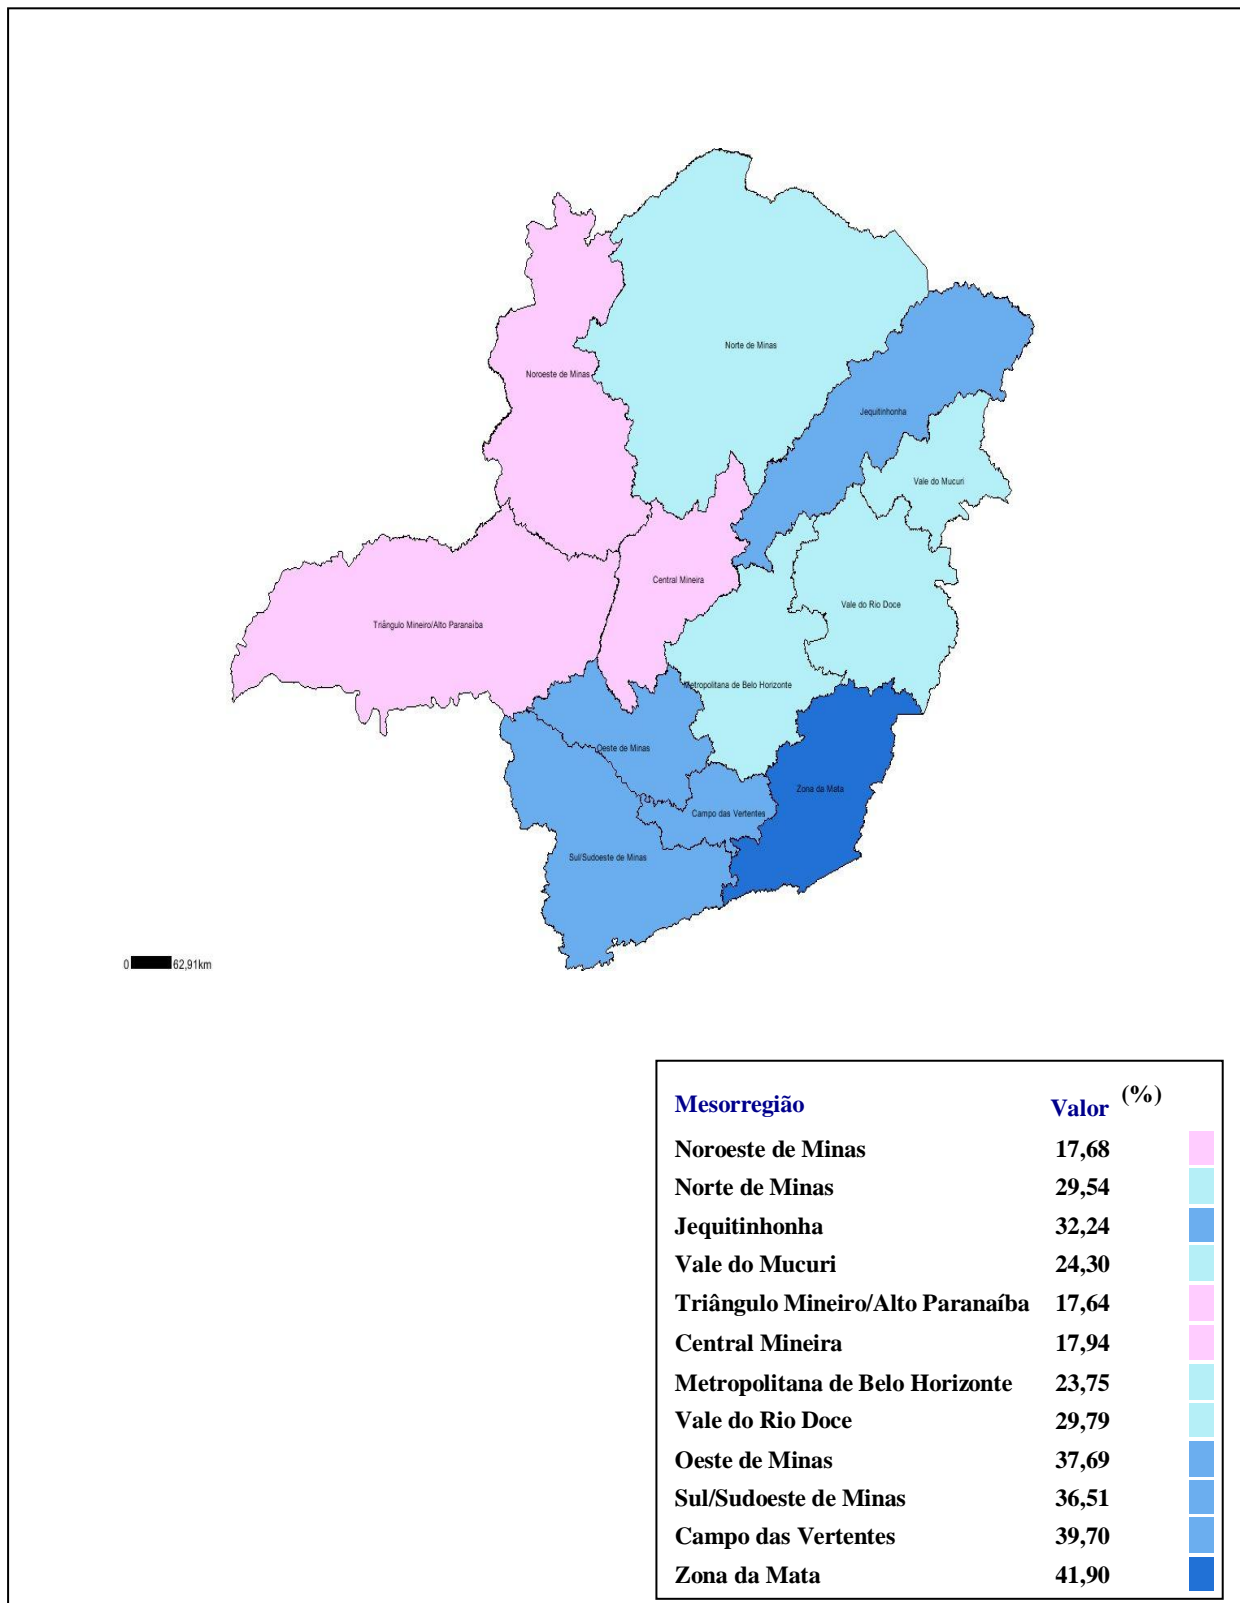 Norte de Minas
Noroeste de Minas
Jequitinhonha
Vale do Mucuri
Central Mineira
Vale do Rio Doce
Triângulo Mineiro/Alto Paranaíba
Metropolitana de Belo Horizonte
Oeste de Minas
Zona da Mata
Campo das Vertentes
Sul/Sudoeste de Minas
0 62,91km
Mesorregião Valor (%)
Noroeste de Minas 17,68
Norte de Minas 29,54
Jequitinhonha 32,24
Vale do Mucuri 24,30
Triângulo Mineiro/Alto Paranaíba 17,64
Central Mineira 17,94
Metropolitana de Belo Horizonte 23,75
Vale do Rio Doce 29,79
Oeste de Minas 37,69
Sul/Sudoeste de Minas 36,51
Campo das Vertentes 39,70
Zona da Mata 41,90